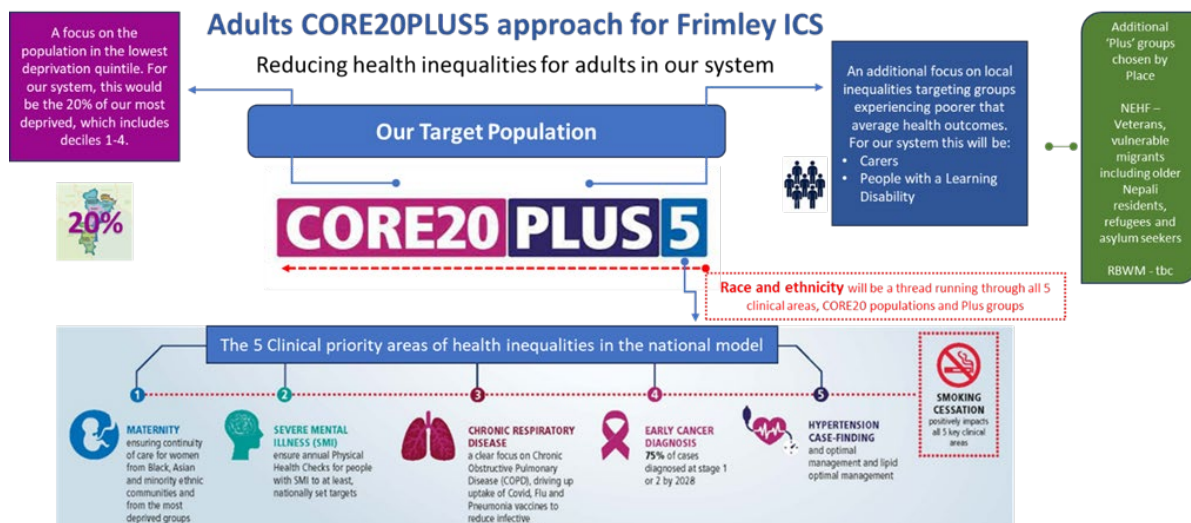 Adults CORE20PLUS5 approach for Frimley ICS
Reducing health inequalities for adults in our system
A focus on the
population in the lowest
deprivation quintile. For
our system, this would
be the 20% of our most
deprived, which includes
deciles 1-4.
20%
Our Target Population
An additional focus on local
inequalities targeting groups
experiencing poorer that
average health outcomes.
For our system this will be:
• Carers
• People with a Learning
Disability
Additional
‘Plus’ groups
chosen by
Place
NEHF –
Veterans,
vulnerable
migrants
including older
Nepali
residents,
refugees and
asylum seekers
RBWM - tbc
CORE20 PLUS 5
Race and ethnicity will be a thread running through all 5
clinical areas, CORE20 populations and Plus groups
The 5 Clinical priority areas of health inequalities in the national model
1
MATERNITY
ensuring continuity
of care for women
from Black, Asian
and minority ethnic
communities and
from the most
deprived groups
2
SEVERE MENTAL
ILLNESS (SMI)
ensure annual Physical
Health Checks for people
with SMI to at least,
nationally set targets
3
CHRONIC RESPIRATORY
DISEASE
a clear focus on Chronic
Obstructive Pulmonary
Disease (COPD), driving up
uptake of Covid, Flu and
Pneumonia vaccines to
reduce infective
4
EARLY CANCER
DIAGNOSIS
75% of cases
diagnosed at stage 1
or 2 by 2028
5
HYPERTENSION
CASE-FINDING
and optimal
management and lipid
optimal management
SMOKING
CESSATION
positively impacts
all 5 key clinical
areas